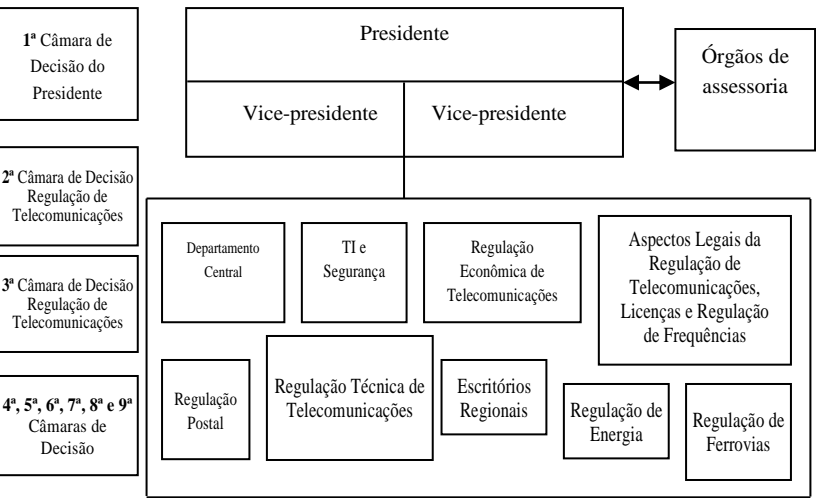 1ª Câmara de
Decisão do
Presidente
Presidente
Vice-presidente
Vice-presidente
Órgãos de
assessoria
2ª Câmara de Decisão
Regulação de
Telecomunicações
3ª Câmara de Decisão
Regulação de
Telecomunicações
4ª, 5ª, 6ª, 7ª, 8ª e 9ª
Câmaras de
Decisão
Departamento
Central
TI e
Segurança
Regulação
Econômica de
Telecomunicações
Aspectos Legais da
Regulação de
Telecomunicações,
Licenças e Regulação
de Frequências
Regulação
Postal
Regulação Técnica de
Telecomunicações
Escritórios
Regionais
Regulação de
Energia
Regulação de
Ferrovias